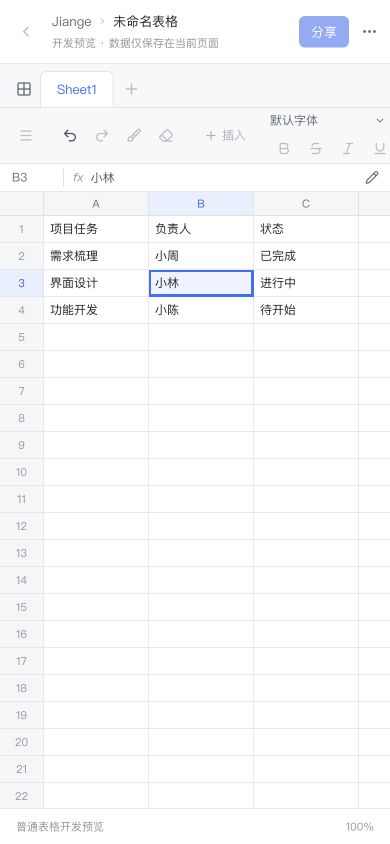 Jiange › 未命名表格
开发预览 · 数据仅保存在当前页面
分享
Sheet1
插入
默认字体
B S I U
B3 fx 小林
A B C
1 项目任务 负责人 状态
2 需求梳理 小周 已完成
3 界面设计 小林 进行中
4 功能开发 小陈 待开始
5
6
7
8
9
10
11
12
13
14
15
16
17
18
19
20
21
22
普通表格开发预览 100%